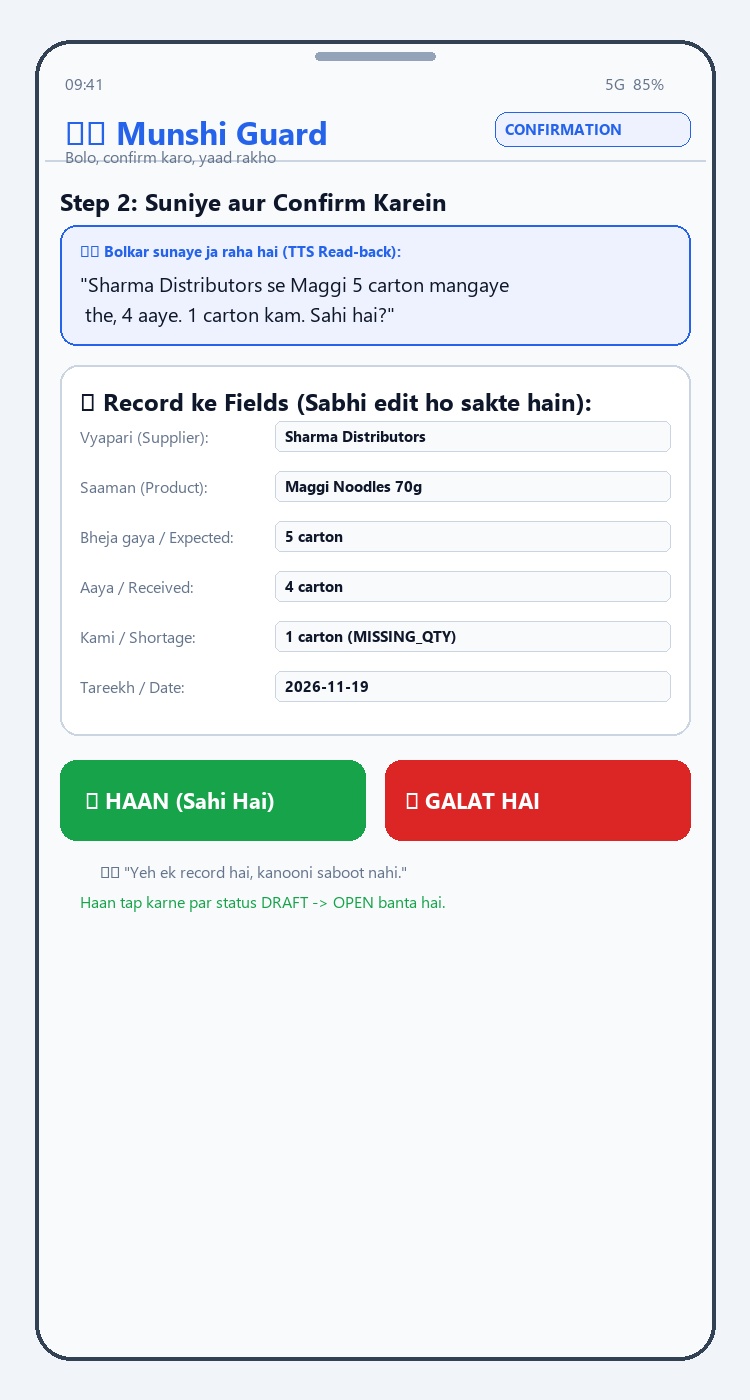 09:41
5G 85%
Munshi Guard
CONFIRMATION
Bolo, confirm karo, yaad rakho
Step 2: Suniye aur Confirm Karein
Bolkar sunaye ja raha hai (TTS Read-back):
"Sharma Distributors se Maggi 5 carton mangaye
the, 4 aaye. 1 carton kam. Sahi hai?"
Record ke Fields (Sabhi edit ho sakte hain):
Vyapari (Supplier): Sharma Distributors
Saaman (Product): Maggi Noodles 70g
Bheja gaya / Expected: 5 carton
Aaya / Received: 4 carton
Kami / Shortage: 1 carton (MISSING_QTY)
Tareekh / Date: 2026-11-19
HAAN (Sahi Hai)
GALAT HAI
"Yeh ek record hai, kanooni saboot nahi."
Haan tap karne par status DRAFT -> OPEN banta hai.